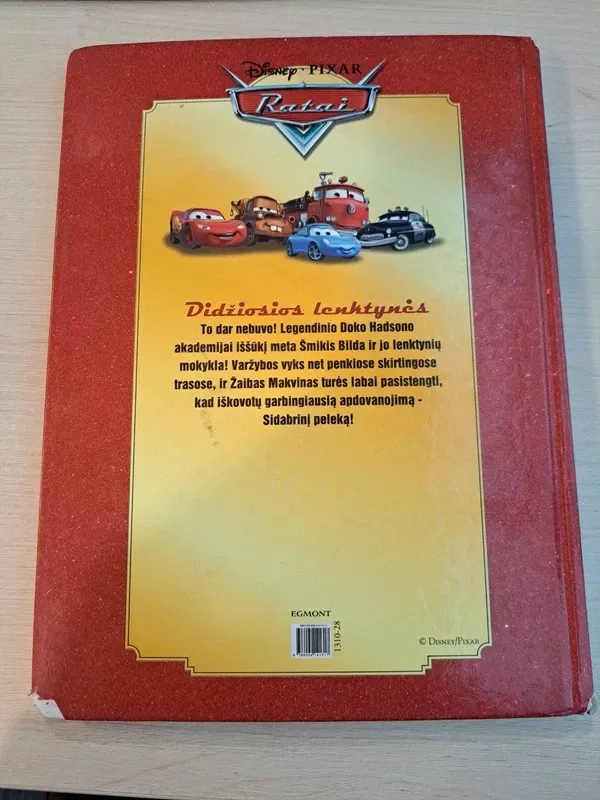 Disney · PIXAR
Ratai
Didžiosios lenktynės
To dar nebuvo! Legendinio Doko Hadsono
akademijai iššūkį meta Šmikis Bilda ir jo lenktynių
mokykla! Varžybos vyks net penkiose skirtingose
trasose, ir Žaibas Makvinas turės labai pasistengti,
kad iškovotų garbingiausią apdovanojimą -
Sidabrinį peleką!
EGMONT
1310-28
© Disney/Pixar